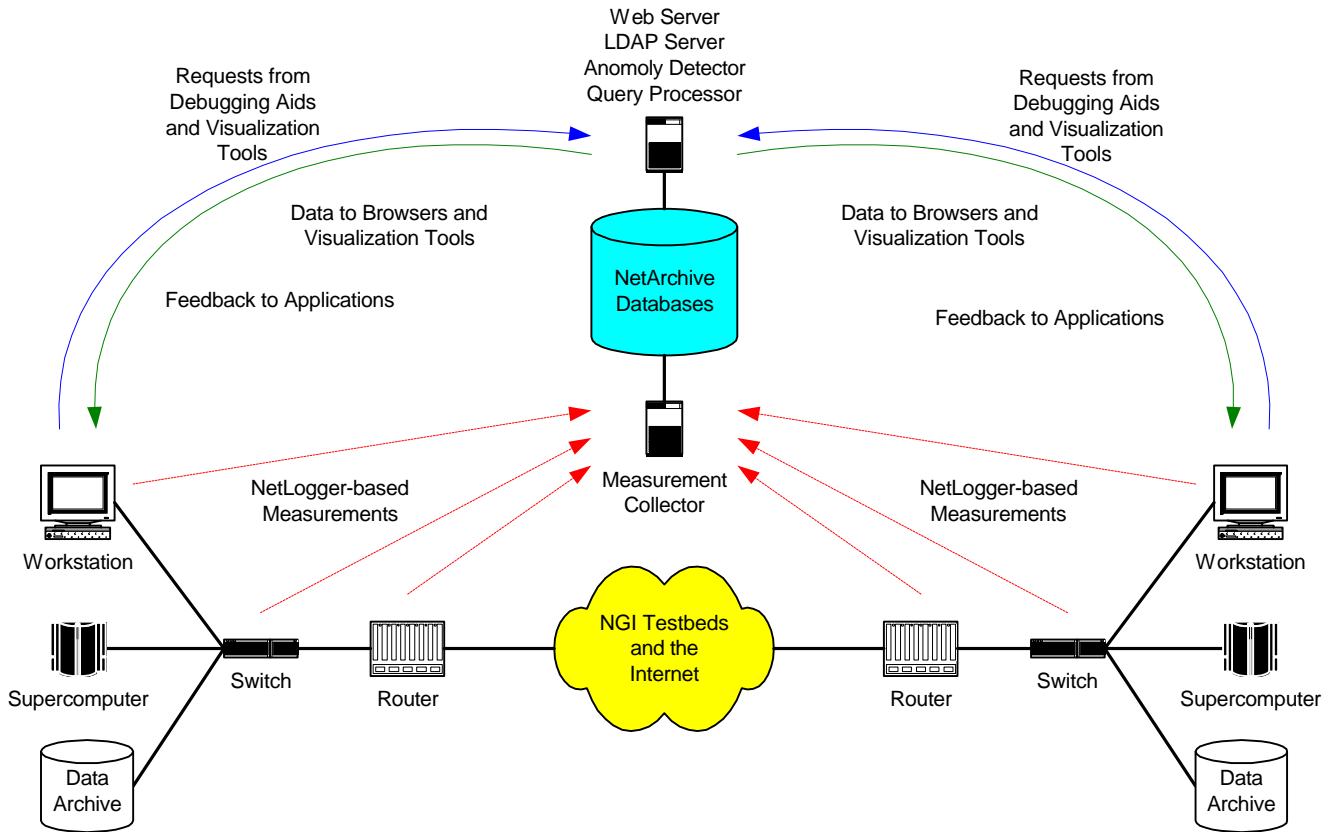 Web Server
LDAP Server
Anomoly Detector
Query Processor
Requests from
Debugging Aids
and Visualization
Tools
Requests from
Debugging Aids
and Visualization
Tools
Data to Browsers and
Visualization Tools
Data to Browsers and
Visualization Tools
NetArchive
Databases
Feedback to Applications
Feedback to Applications
Measurement
Collector
NetLogger-based
Measurements
NetLogger-based
Measurements
Workstation
Workstation
NGI Testbeds
and the
Internet
Supercomputer
Switch
Router
Router
Switch
Supercomputer
Data
Archive
Data
Archive